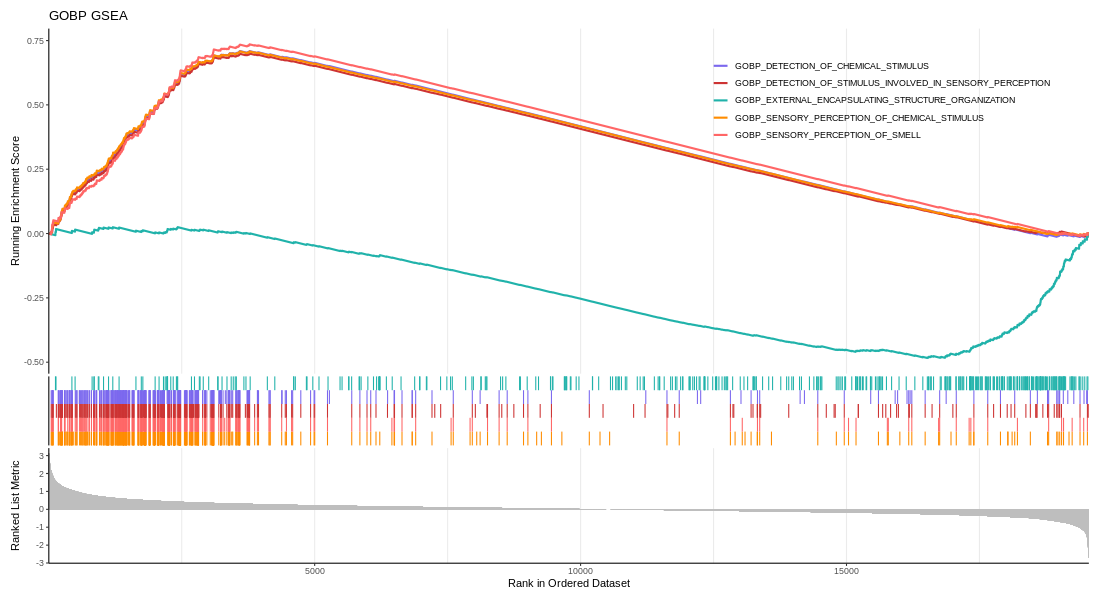 GOBP GSEA
0.75
0.50
0.25
0.00
-0.25
-0.50
Running Enrichment Score
GOBP_DETECTION_OF_CHEMICAL_STIMULUS
GOBP_DETECTION_OF_STIMULUS_INVOLVED_IN_SENSORY_PERCEPTION
GOBP_EXTERNAL_ENCAPSULATING_STRUCTURE_ORGANIZATION
GOBP_SENSORY_PERCEPTION_OF_CHEMICAL_STIMULUS
GOBP_SENSORY_PERCEPTION_OF_SMELL
3
2
1
0
-1
-2
-3
Ranked List Metric
5000
10000
15000
Rank in Ordered Dataset